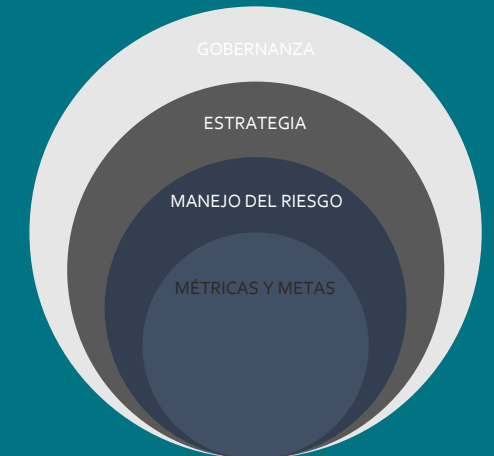 GOBERNANZA
ESTRATEGIA
MANEJO DEL RIESGO
MÉTRICAS Y METAS